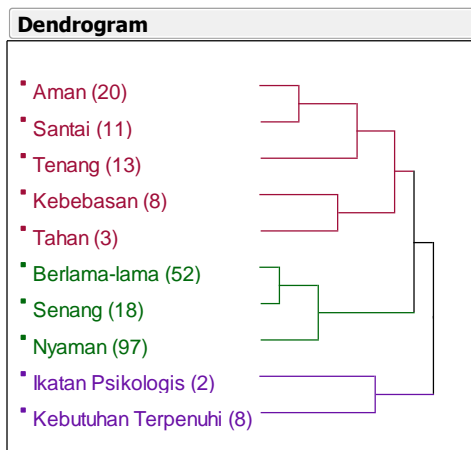 Dendrogram
Aman (20)
Santai (11)
Tenang (13)
Kebebasan (8)
Tahan (3)
Berlama-lama (52)
Senang (18)
Nyaman (97)
Ikatan Psikologis (2)
Kebutuhan Terpenuhi (8)